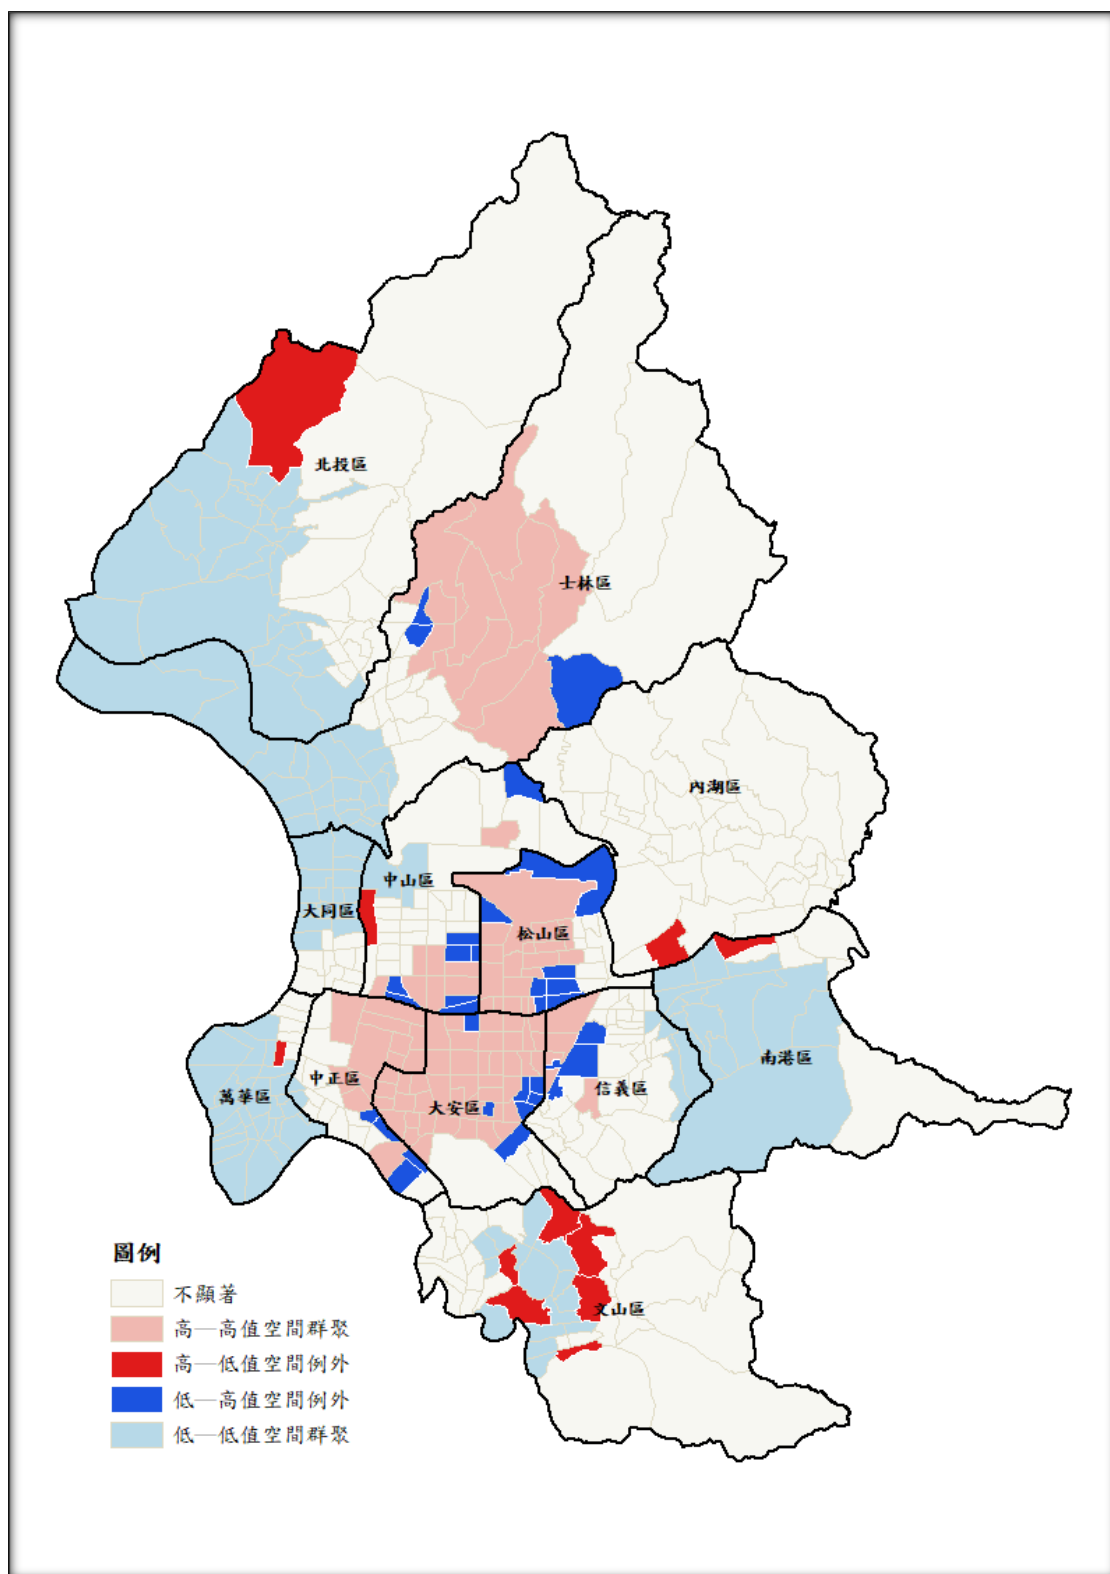 北投區
士林區
內湖區
中山區
大同區
松山區
南港區
中正區
信義區
萬華區
大安區
文山區
圖例
不顯著
高—高值空間群聚
高—低值空間例外
低—高值空間例外
低—低值空間群聚